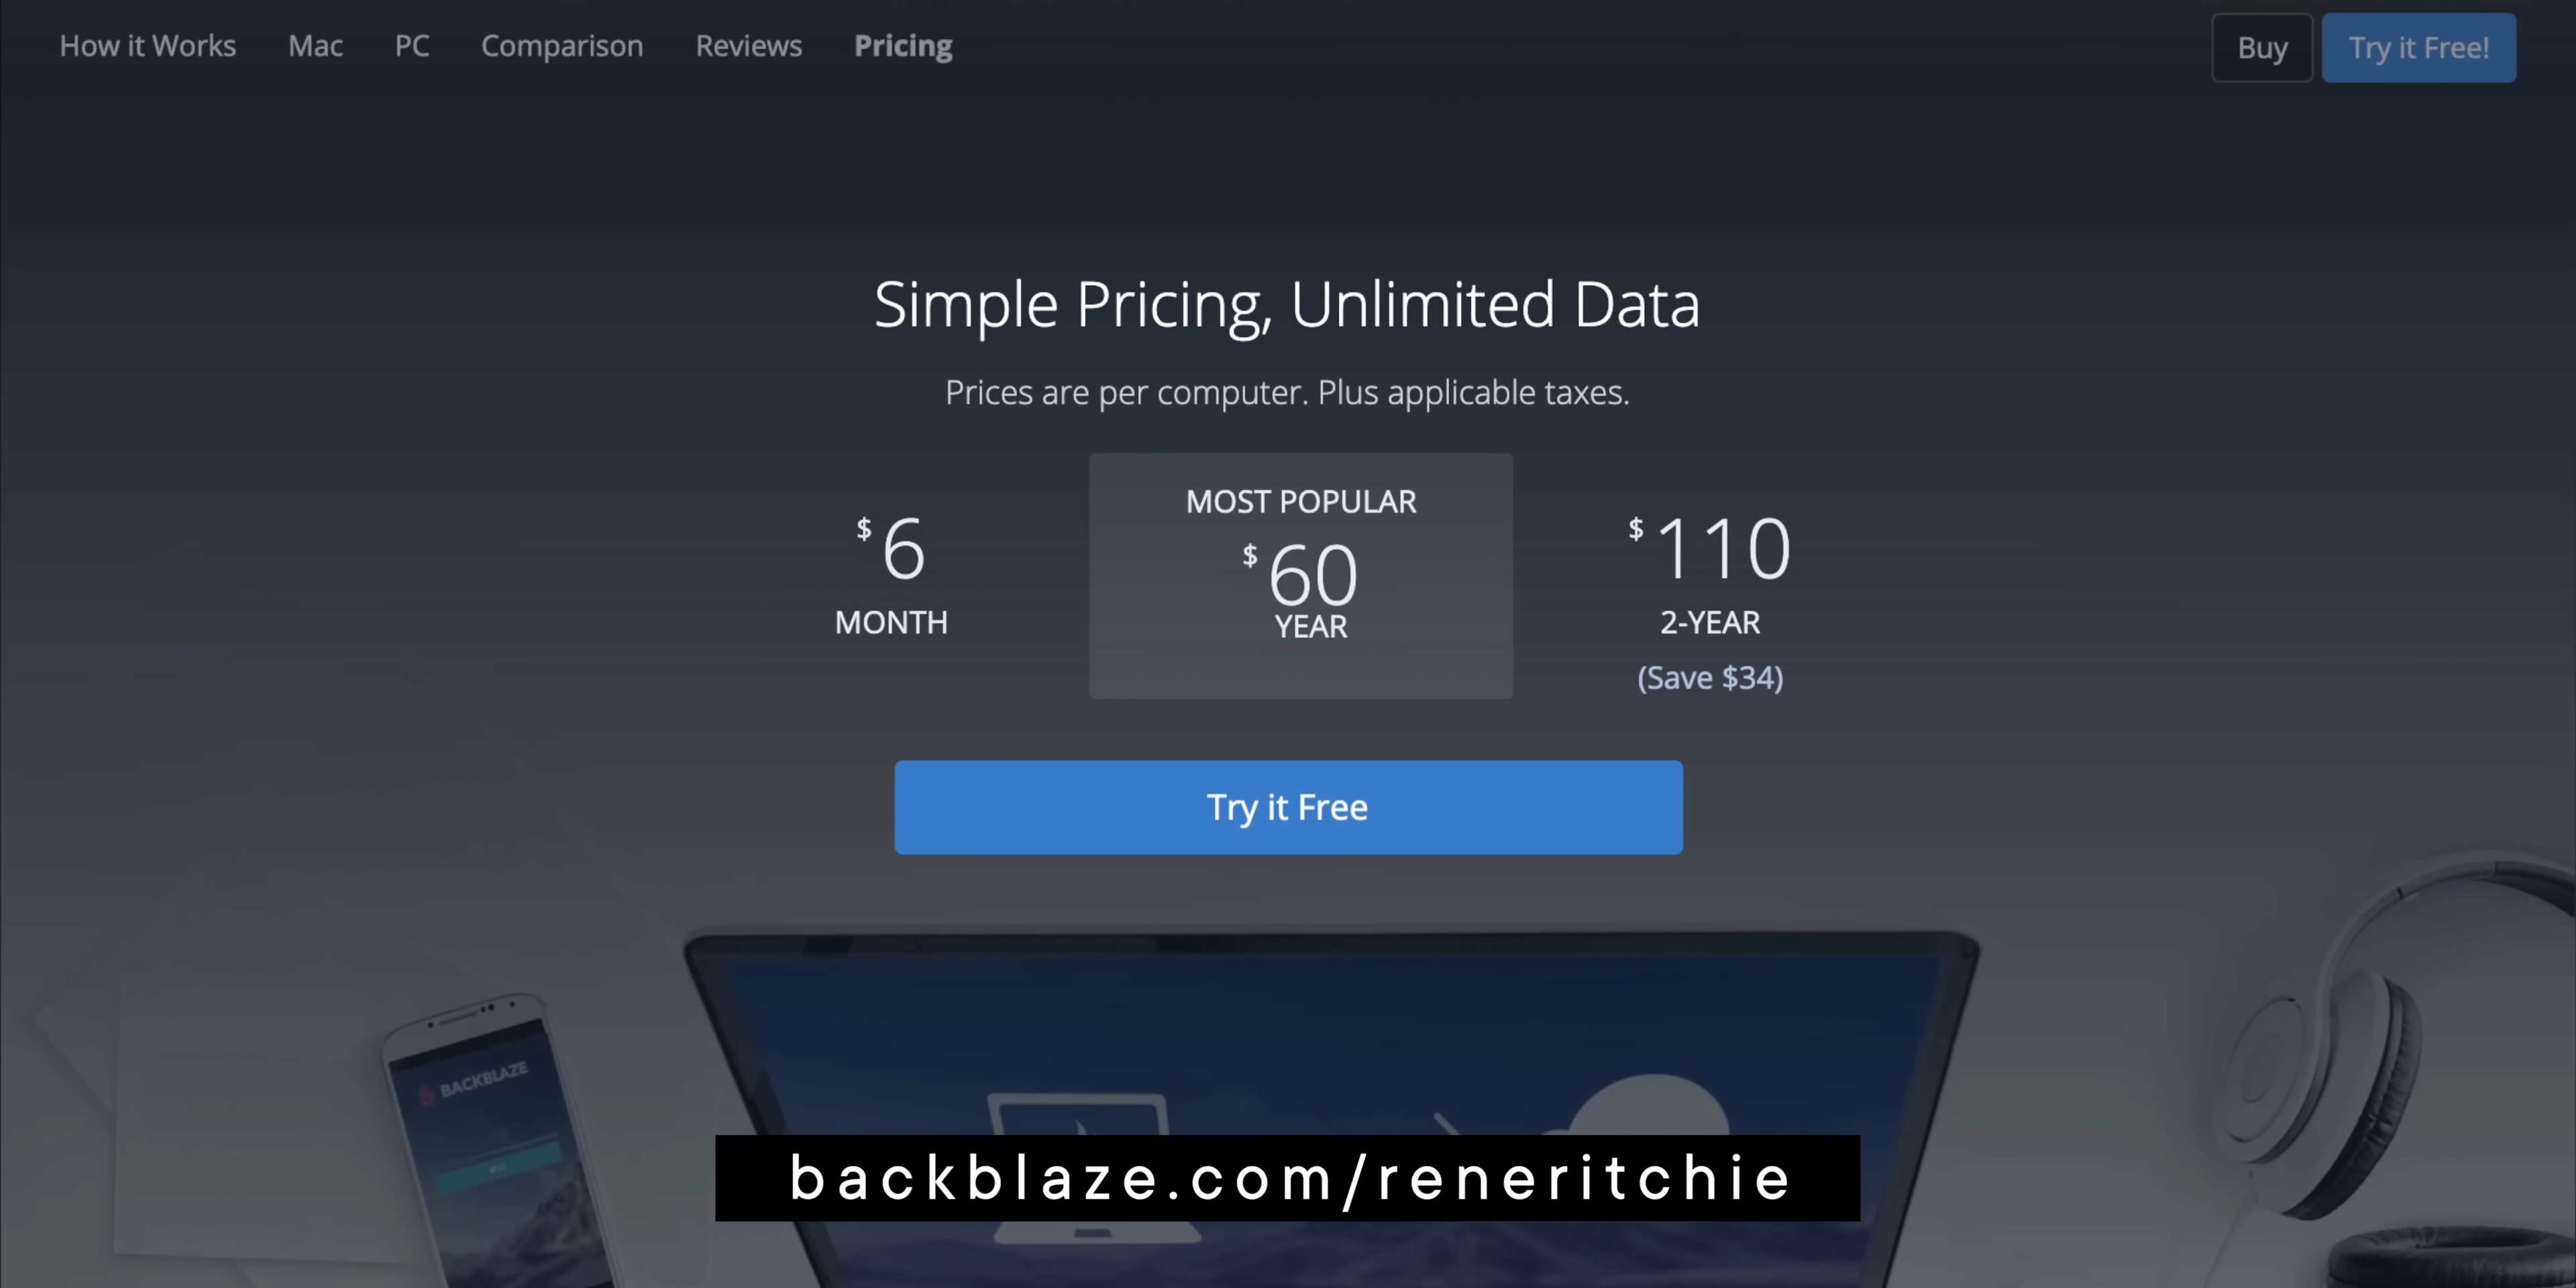 How it Works Mac PC Comparison Reviews Pricing Buy Try it Free!
Simple Pricing, Unlimited Data
Prices are per computer. Plus applicable taxes.
$6
MONTH
MOST POPULAR
$60
YEAR
$110
2-YEAR
(Save $34)
Try it Free
BACKBLAZE
backblaze.com/reneritchie